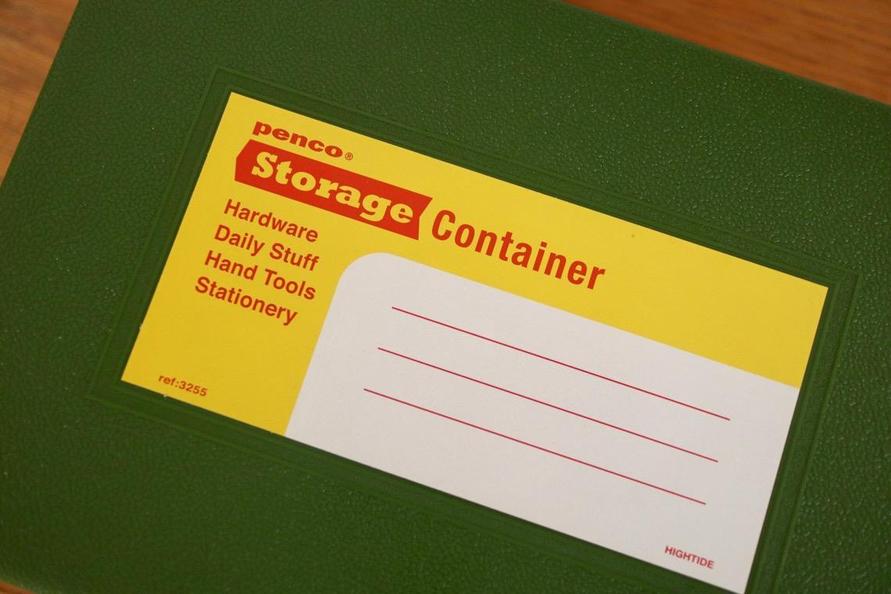 penco®
Storage Container
Hardware
Daily Stuff
Hand Tools
Stationery
ref:3255
HIGHTIDE